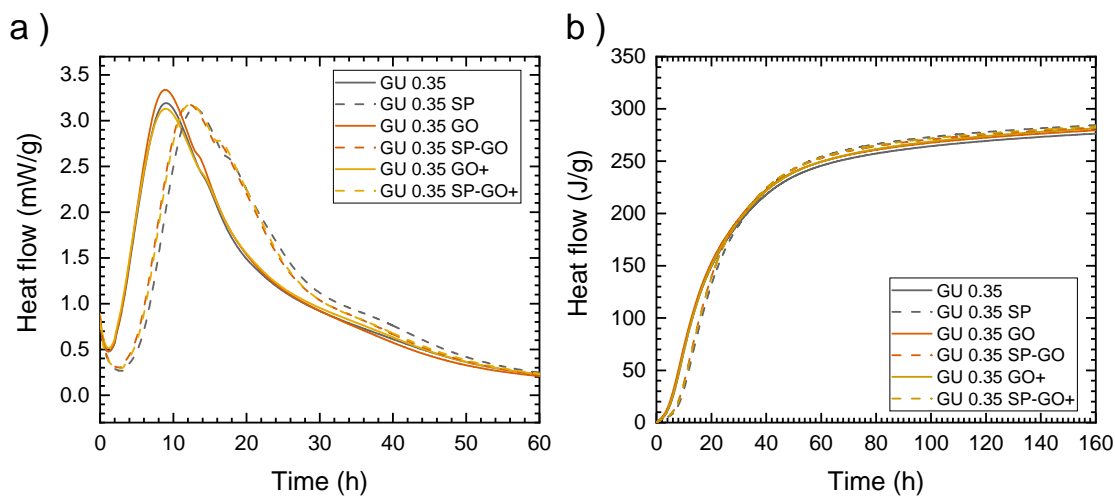 a )
3.5
3.0
2.5
2.0
1.5
1.0
0.5
0.0
Heat flow (mW/g)
0 10 20 30 40 50 60
Time (h)
GU 0.35
GU 0.35 SP
GU 0.35 GO
GU 0.35 SP-GO
GU 0.35 GO+
GU 0.35 SP-GO+
b )
350
300
250
200
150
100
50
0
Heat flow (J/g)
0 20 40 60 80 100 120 140 160
Time (h)
GU 0.35
GU 0.35 SP
GU 0.35 GO
GU 0.35 SP-GO
GU 0.35 GO+
GU 0.35 SP-GO+